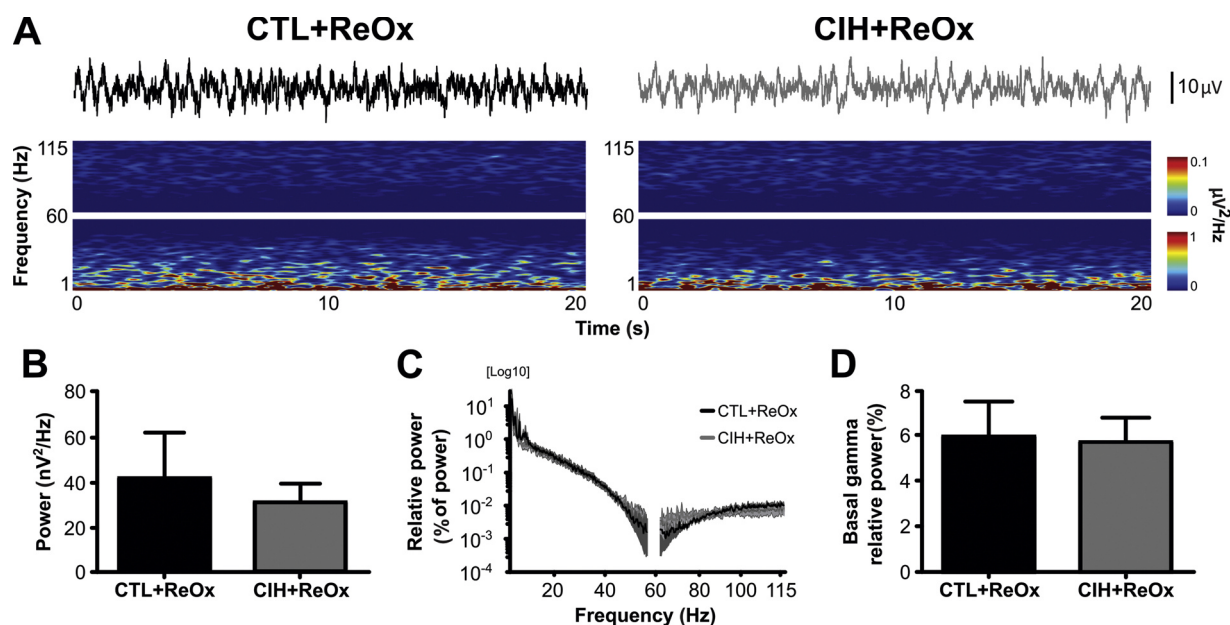 A
CTL+ReOx
CIH+ReOx
10 μV
Frequency (Hz)
115
60
1
115
60
1
0.1
0
1
0
μV²/Hz
0 10 20
0 10 20
Time (s)
B
Power (nV²/Hz)
80
60
40
20
0
CTL+ReOx CIH+ReOx
C
[Log10]
Relative power
(% of power)
10¹
10⁰
10⁻¹
10⁻²
10⁻³
10⁻⁴
CTL+ReOx
CIH+ReOx
20 40 60 60 80 100 115
Frequency (Hz)
D
Basal gamma
relative power(%)
8
6
4
2
0
CTL+ReOx CIH+ReOx